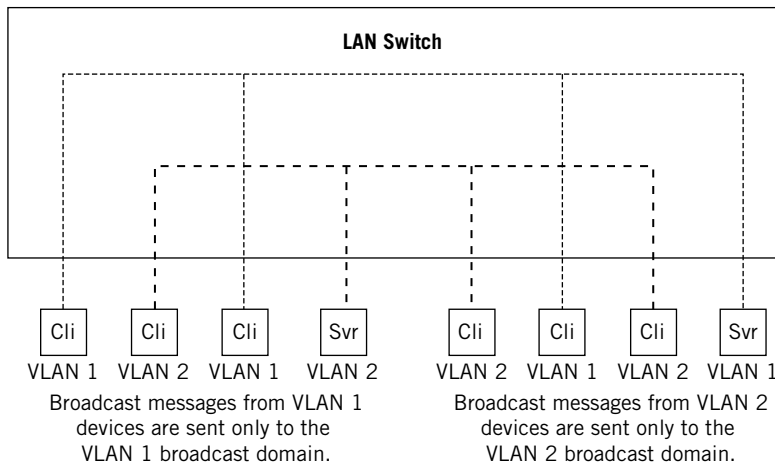 LAN Switch
Cli Cli Cli Svr Cli Cli Cli Svr
VLAN 1 VLAN 2 VLAN 1 VLAN 2 VLAN 2 VLAN 1 VLAN 2 VLAN 1
Broadcast messages from VLAN 1
devices are sent only to the
VLAN 1 broadcast domain.
Broadcast messages from VLAN 2
devices are sent only to the
VLAN 2 broadcast domain.